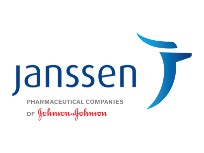 janssen
PHARMACEUTICAL COMPANIES
OF Johnson & Johnson